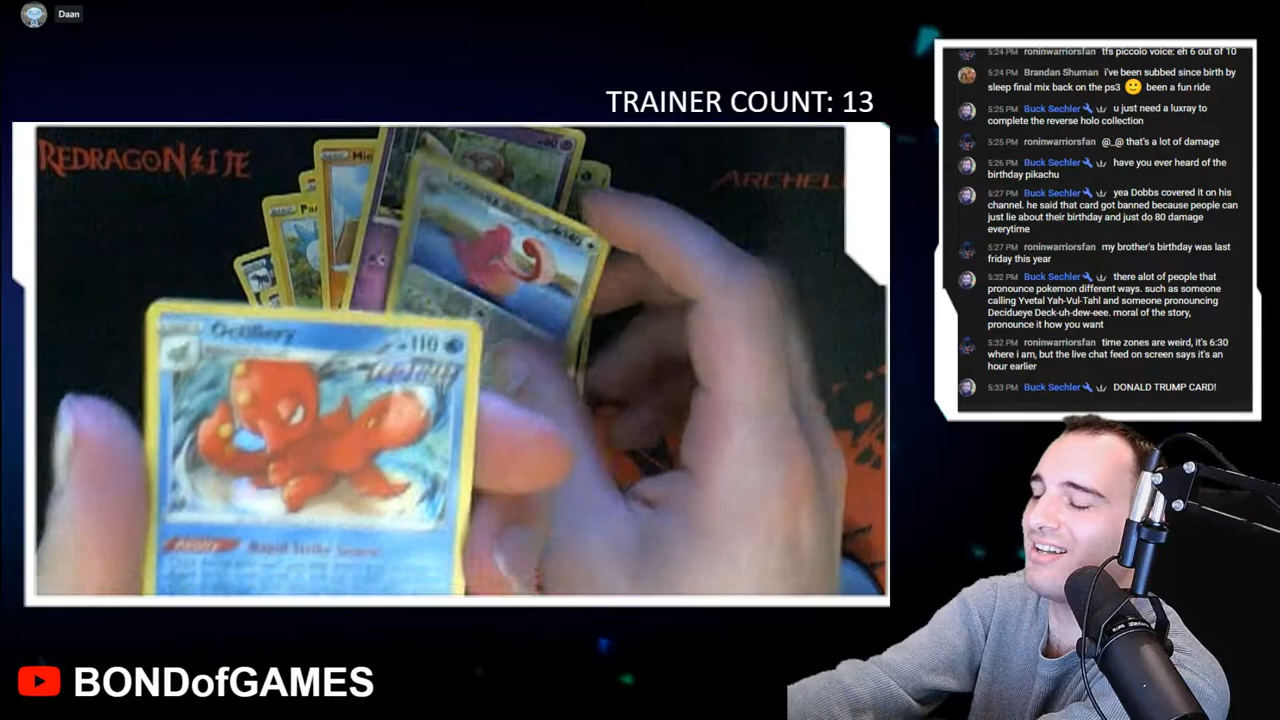 Daan
TRAINER COUNT: 13
REDRAGON
ARCHEL
Octillery
110
Ability Rapid Strike Search
5:24 PM roninwarriorsfan tfs piccolo voice: eh 6 out of 10
5:24 PM Brandan Shuman i've been subbed since birth by
sleep final mix back on the ps3 been a fun ride
5:25 PM Buck Sechler u just need a luxray to
complete the reverse holo collection
5:25 PM roninwarriorsfan @_@ that's a lot of damage
5:26 PM Buck Sechler have you ever heard of the
birthday pikachu
5:27 PM Buck Sechler yea Dobbs covered it on his
channel. he said that card got banned because people can
just lie about their birthday and just do 80 damage
everytime
5:27 PM roninwarriorsfan my brother's birthday was last
friday this year
5:32 PM Buck Sechler there alot of people that
pronounce pokemon different ways. such as someone
calling Yvetal Yah-Vul-Tahl and someone pronouncing
Decidueye Deck-uh-dew-eee. moral of the story,
pronounce it how you want
5:32 PM roninwarriorsfan time zones are weird, it's 6:30
where i am, but the live chat feed on screen says it's an
hour earlier
5:33 PM Buck Sechler DONALD TRUMP CARD!
BONDofGAMES